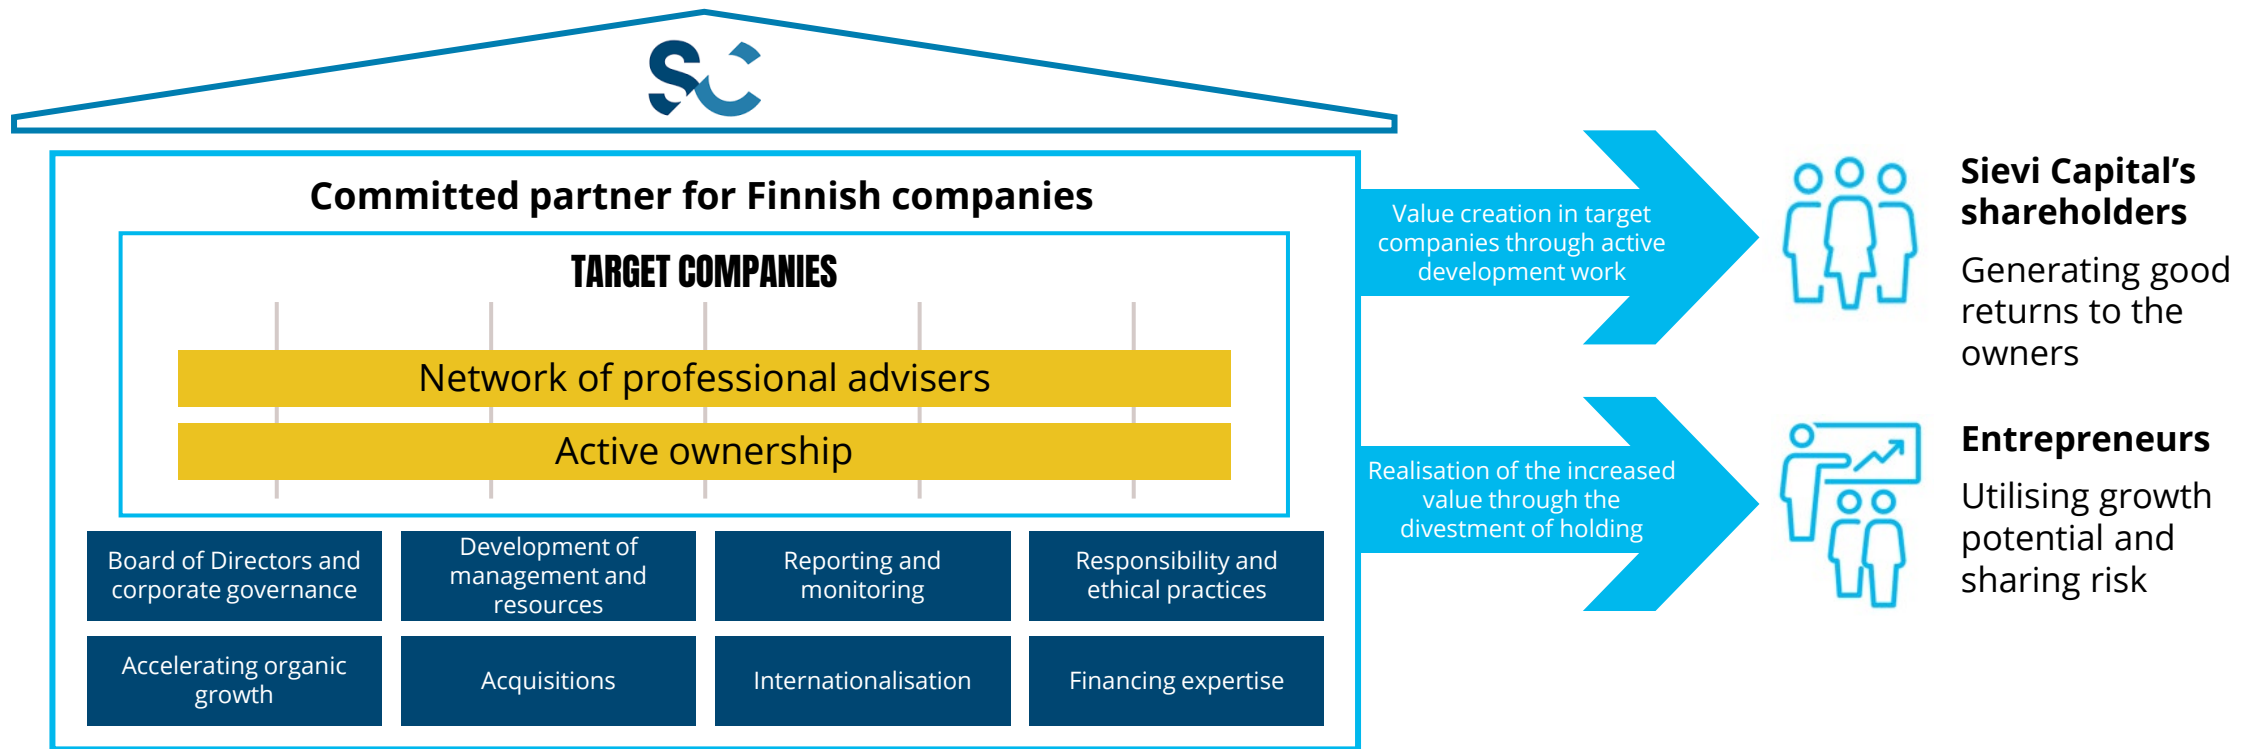 SC
Committed partner for Finnish companies
TARGET COMPANIES
Network of professional advisers
Active ownership
Board of Directors and
corporate governance
Development of
management and
resources
Reporting and
monitoring
Responsibility and
ethical practices
Accelerating organic
growth
Acquisitions
Internationalisation
Financing expertise
Value creation in target
companies through active
development work
Sievi Capital’s
shareholders
Generating good
returns to the
owners
Realisation of the increased
value through the
divestment of holding
Entrepreneurs
Utilising growth
potential and
sharing risk